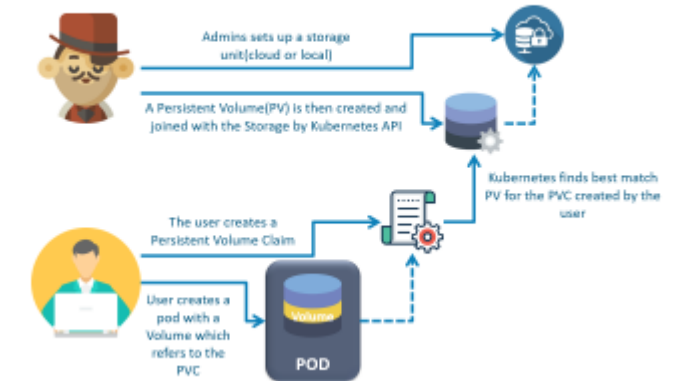 Admins sets up a storage
unit(cloud or local)
A Persistent Volume(PV) is then created and
joined with the Storage by Kubernetes API
Kubernetes finds best match
PV for the PVC created by the
user
The user creates a
Persistent Volume Claim
User creates a
pod with a
Volume which
refers to the
PVC
Volume
POD